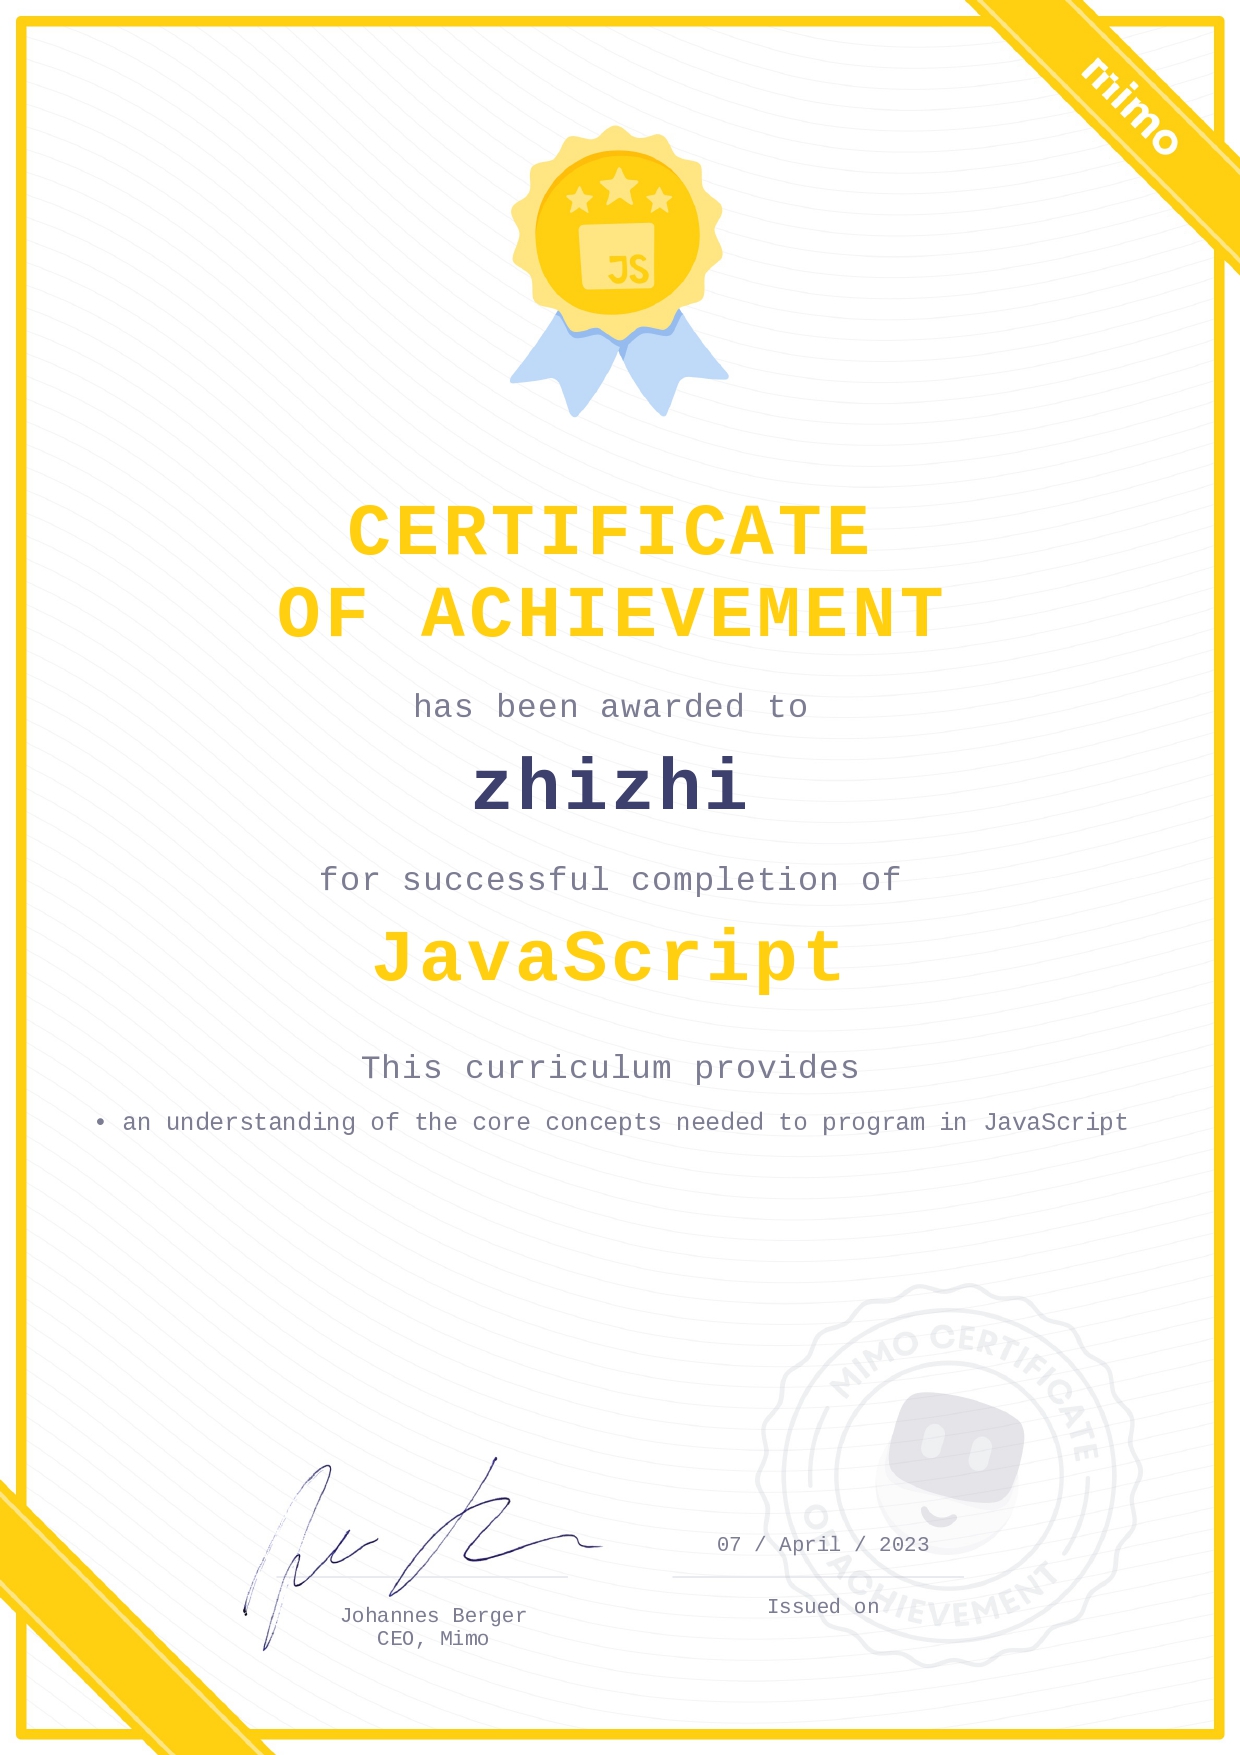 mimo
JS
CERTIFICATE
OF ACHIEVEMENT
has been awarded to
zhizhi
for successful completion of
JavaScript
This curriculum provides
• an understanding of the core concepts needed to program in JavaScript
MIMO CERTIFICATE
OF ACHIEVEMENT
07 / April / 2023
Issued on
Johannes Berger
CEO, Mimo